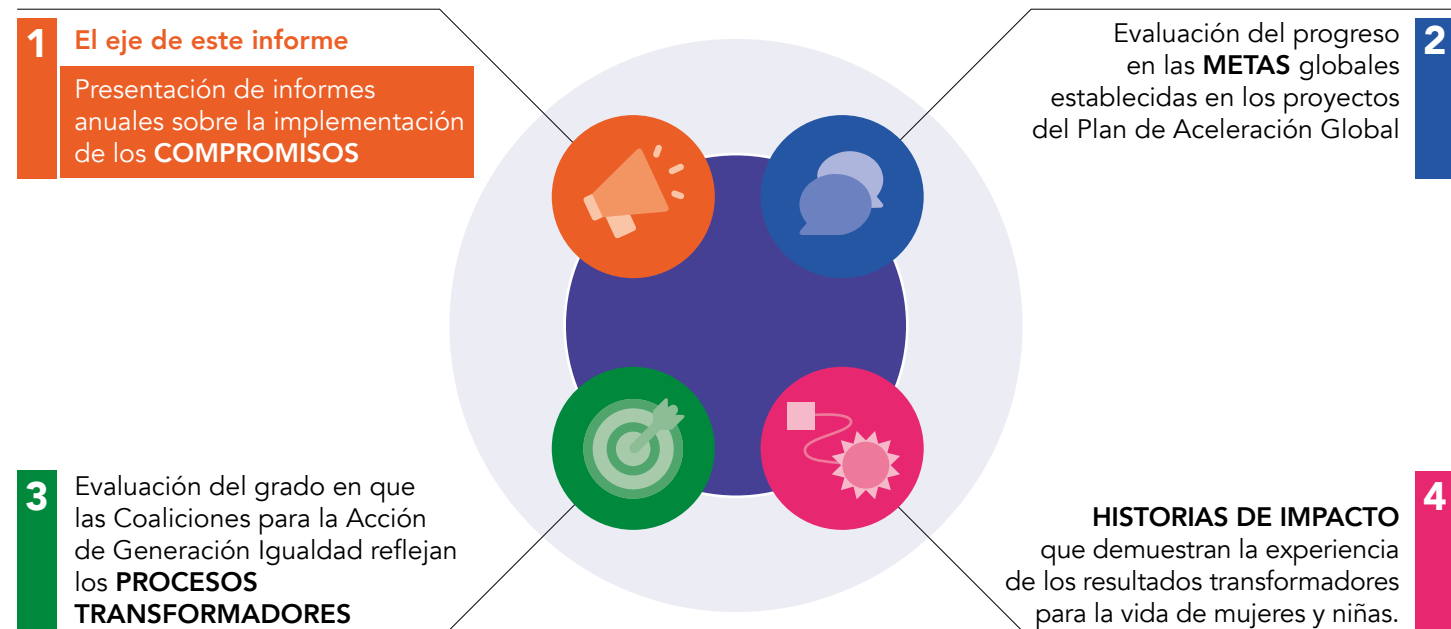 1
El eje de este informe
Presentación de informes
anuales sobre la implementación
de los COMPROMISOS
2
Evaluación del progreso
en las METAS globales
establecidas en los proyectos
del Plan de Aceleración Global
3
Evaluación del grado en que
las Coaliciones para la Acción
de Generación Igualdad reflejan
los PROCESOS
TRANSFORMADORES
4
HISTORIAS DE IMPACTO
que demuestran la experiencia
de los resultados transformadores
para la vida de mujeres y niñas.